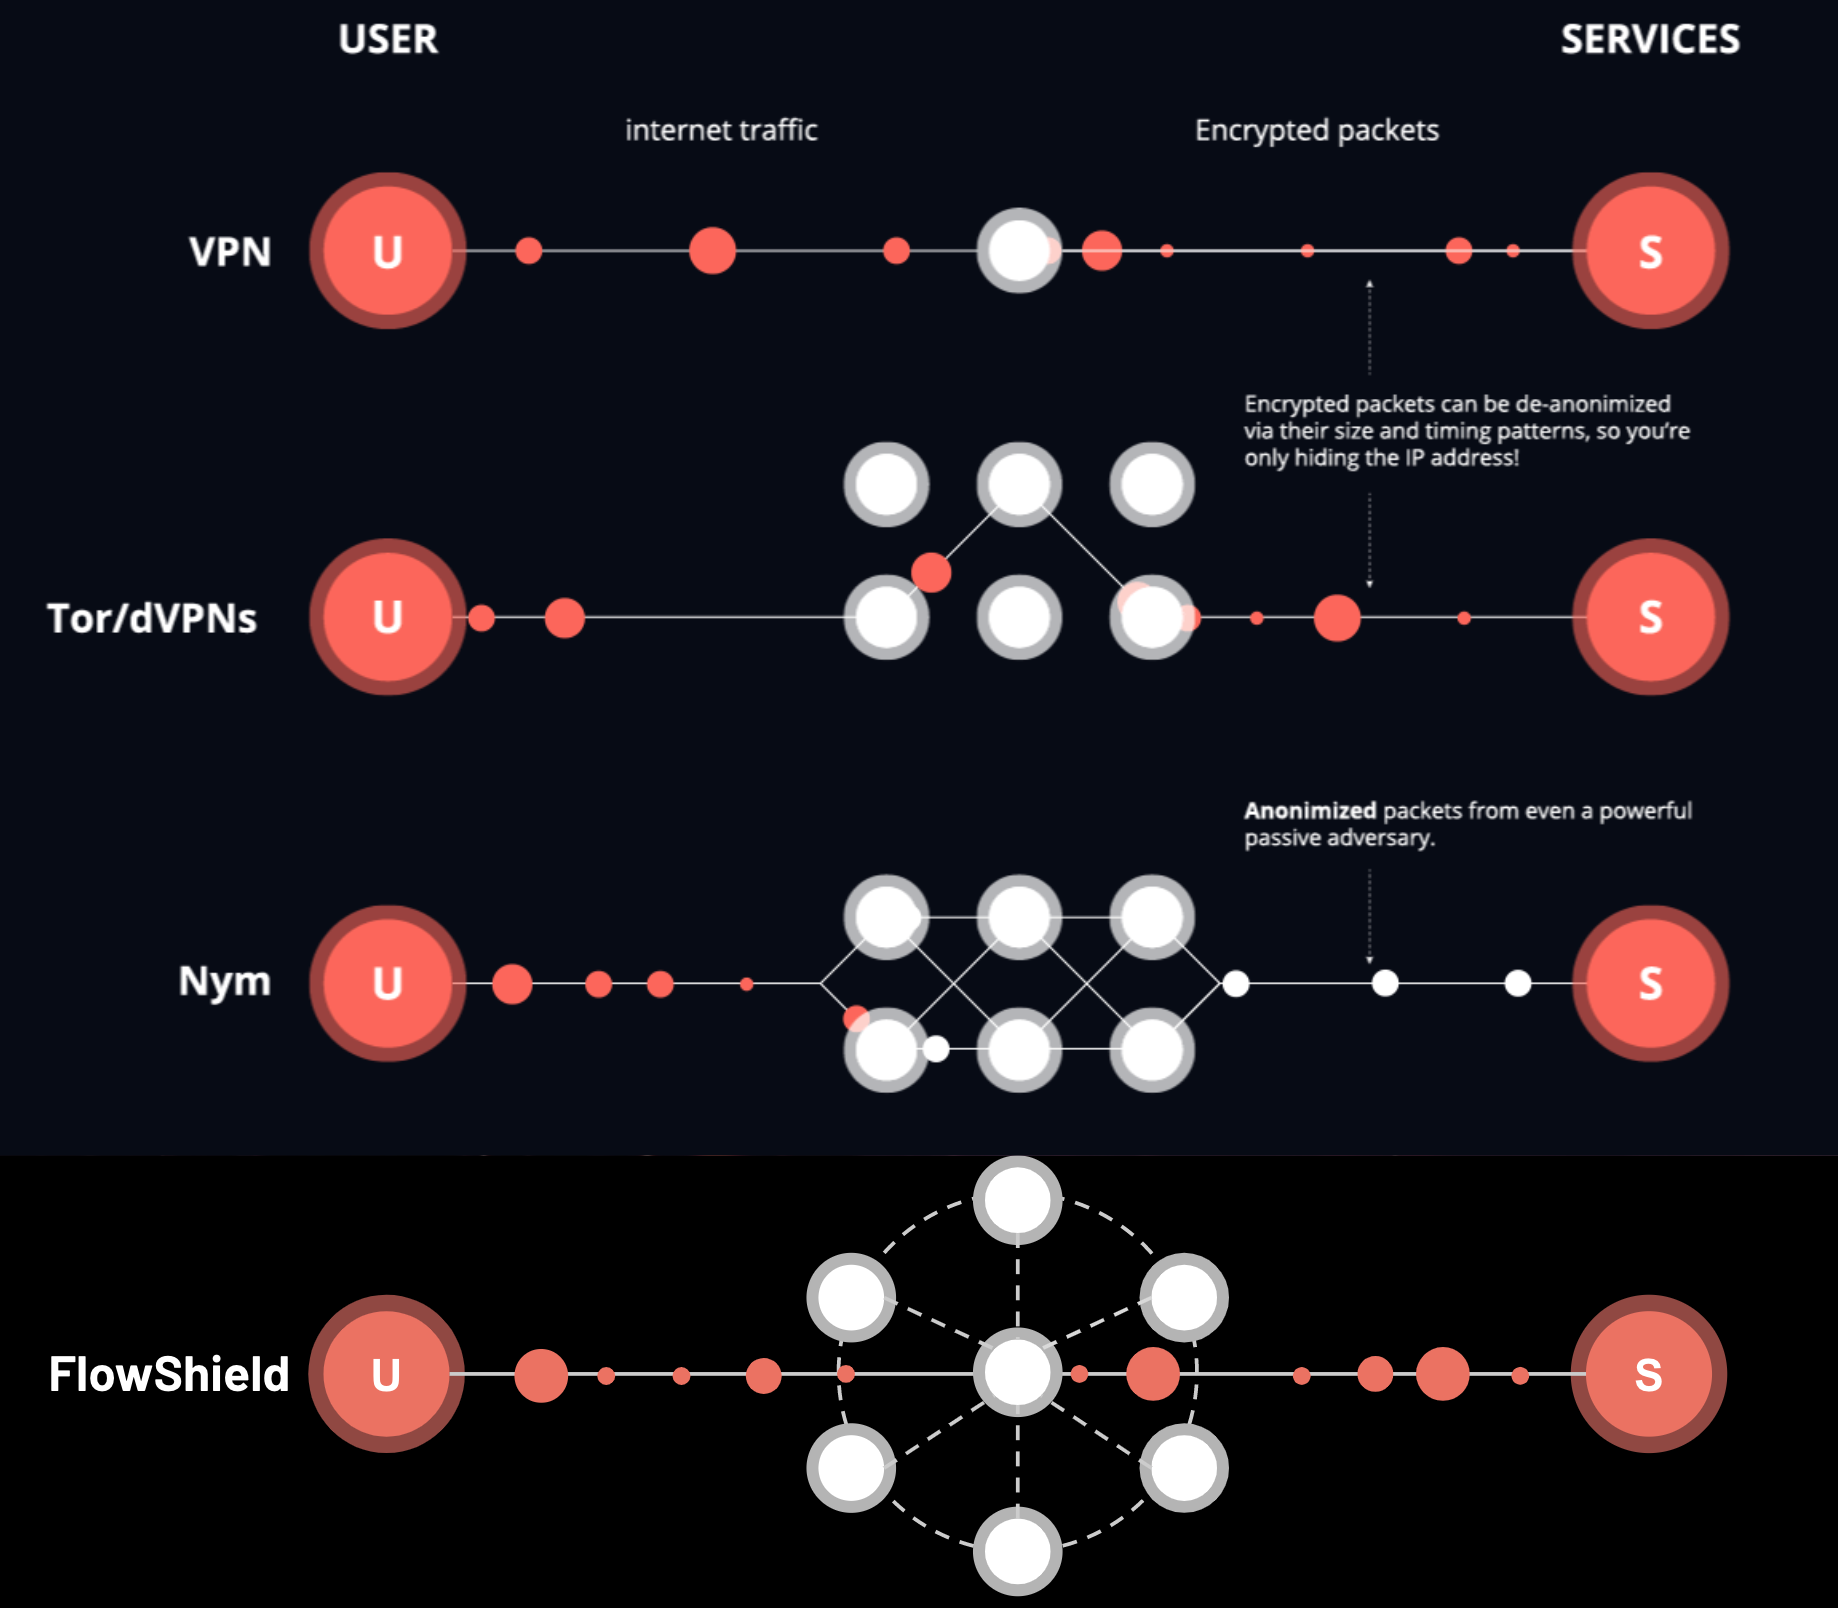 USER
SERVICES
internet traffic
Encrypted packets
VPN
U
S
Encrypted packets can be de-anonimized
via their size and timing patterns, so you're
only hiding the IP address!
Tor/dVPNs
U
S
Anonimized packets from even a powerful
passive adversary.
Nym
U
S
FlowShield
U
S